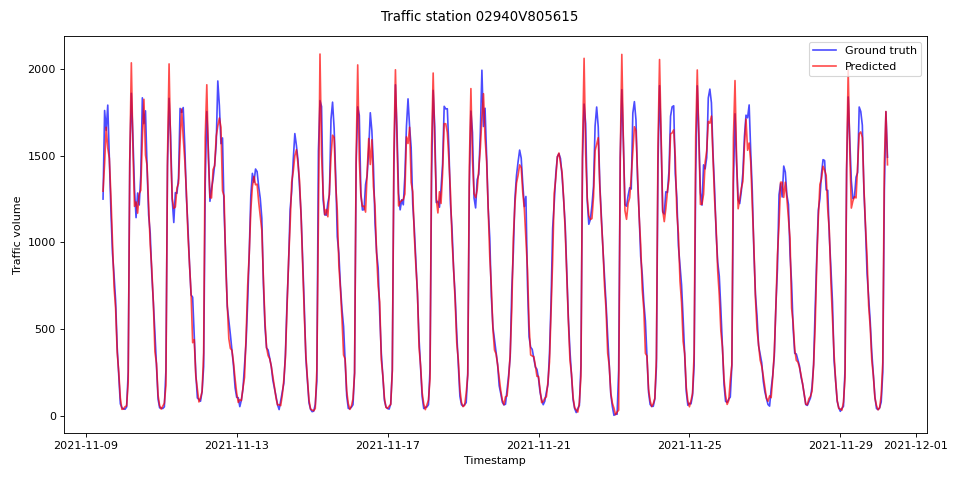 Traffic station 02940V805615
Ground truth
Predicted
Traffic volume
2000
1500
1000
500
0
2021-11-09
2021-11-13
2021-11-17
2021-11-21
2021-11-25
2021-11-29
2021-12-01
Timestamp